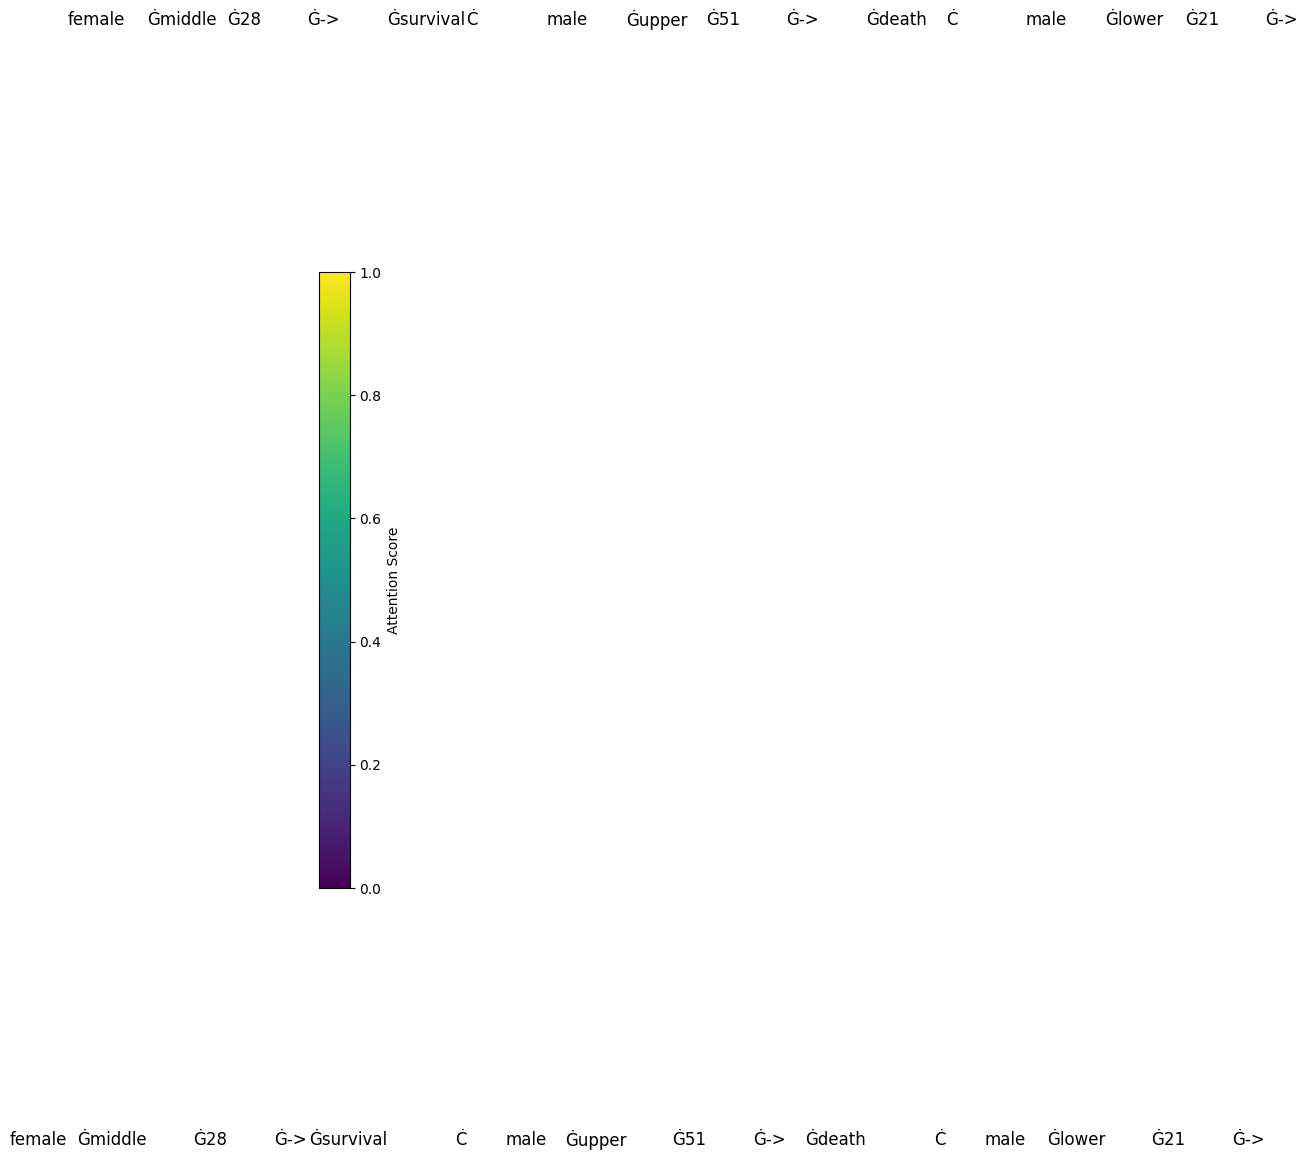 female Ġmiddle Ġ28 Ġ-> Ġsurvival Ċ male Ġupper Ġ51 Ġ-> Ġdeath Ċ male Ġlower Ġ21 Ġ->
1.0
0.8
0.6
0.4
0.2
0.0
Attention Score
female Ġmiddle Ġ28 Ġ-> Ġsurvival Ċ male Ġupper Ġ51 Ġ-> Ġdeath Ċ male Ġlower Ġ21 Ġ->